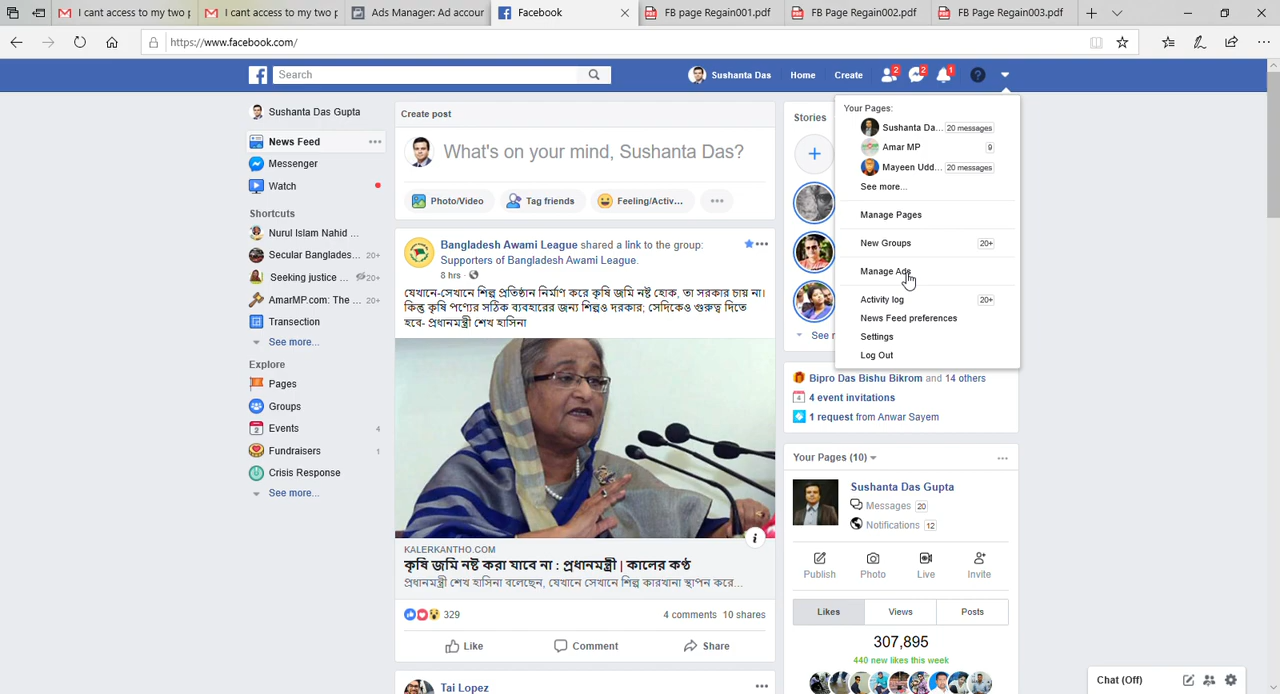 I cant access to my two p
I cant access to my two p
Ads Manager: Ad accour
Facebook
FB page Regain001.pdf
FB Page Regain002.pdf
FB Page Regain003.pdf
https://www.facebook.com/
Search
Sushanta Das
Home
Create
2
2
1
Sushanta Das Gupta
News Feed
Messenger
Watch
Shortcuts
Nurul Islam Nahid ...
Secular Banglades... 20+
Seeking justice ... 20+
AmarMP.com: The ... 20+
Transection
See more...
Explore
Pages
Groups
Events 4
Fundraisers 1
Crisis Response
See more...
Create post
What's on your mind, Sushanta Das?
Photo/Video
Tag friends
Feeling/Activ...
Bangladesh Awami League shared a link to the group:
Supporters of Bangladesh Awami League.
8 hrs
যেখানে-সেখানে শিল্প প্রতিষ্ঠান নির্মাণ করে কৃষি জমি নষ্ট হোক, তা সরকার চায় না।
কিন্তু কৃষি পণ্যের সঠিক ব্যবহারের জন্য শিল্পও দরকার; সেদিকেও গুরুত্ব দিতে
হবে- প্রধানমন্ত্রী শেখ হাসিনা
KALERKANTHO.COM
কৃষি জমি নষ্ট করা যাবে না : প্রধানমন্ত্রী | কালের কণ্ঠ
প্রধানমন্ত্রী শেখ হাসিনা বলেছেন, যেখানে সেখানে শিল্প কারখানা স্থাপন করে...
329
4 comments 10 shares
Like
Comment
Share
Tai Lopez
Stories
See r
Your Pages:
Sushanta Da... 20 messages
Amar MP 9
Mayeen Udd... 20 messages
See more...
Manage Pages
New Groups 20+
Manage Ads
Activity log 20+
News Feed preferences
Settings
Log Out
Bipro Das Bishu Bikrom and 14 others
4 event invitations
1 request from Anwar Sayem
Your Pages (10)
Sushanta Das Gupta
Messages 20
Notifications 12
Publish
Photo
Live
Invite
Likes
Views
Posts
307,895
440 new likes this week
Chat (Off)